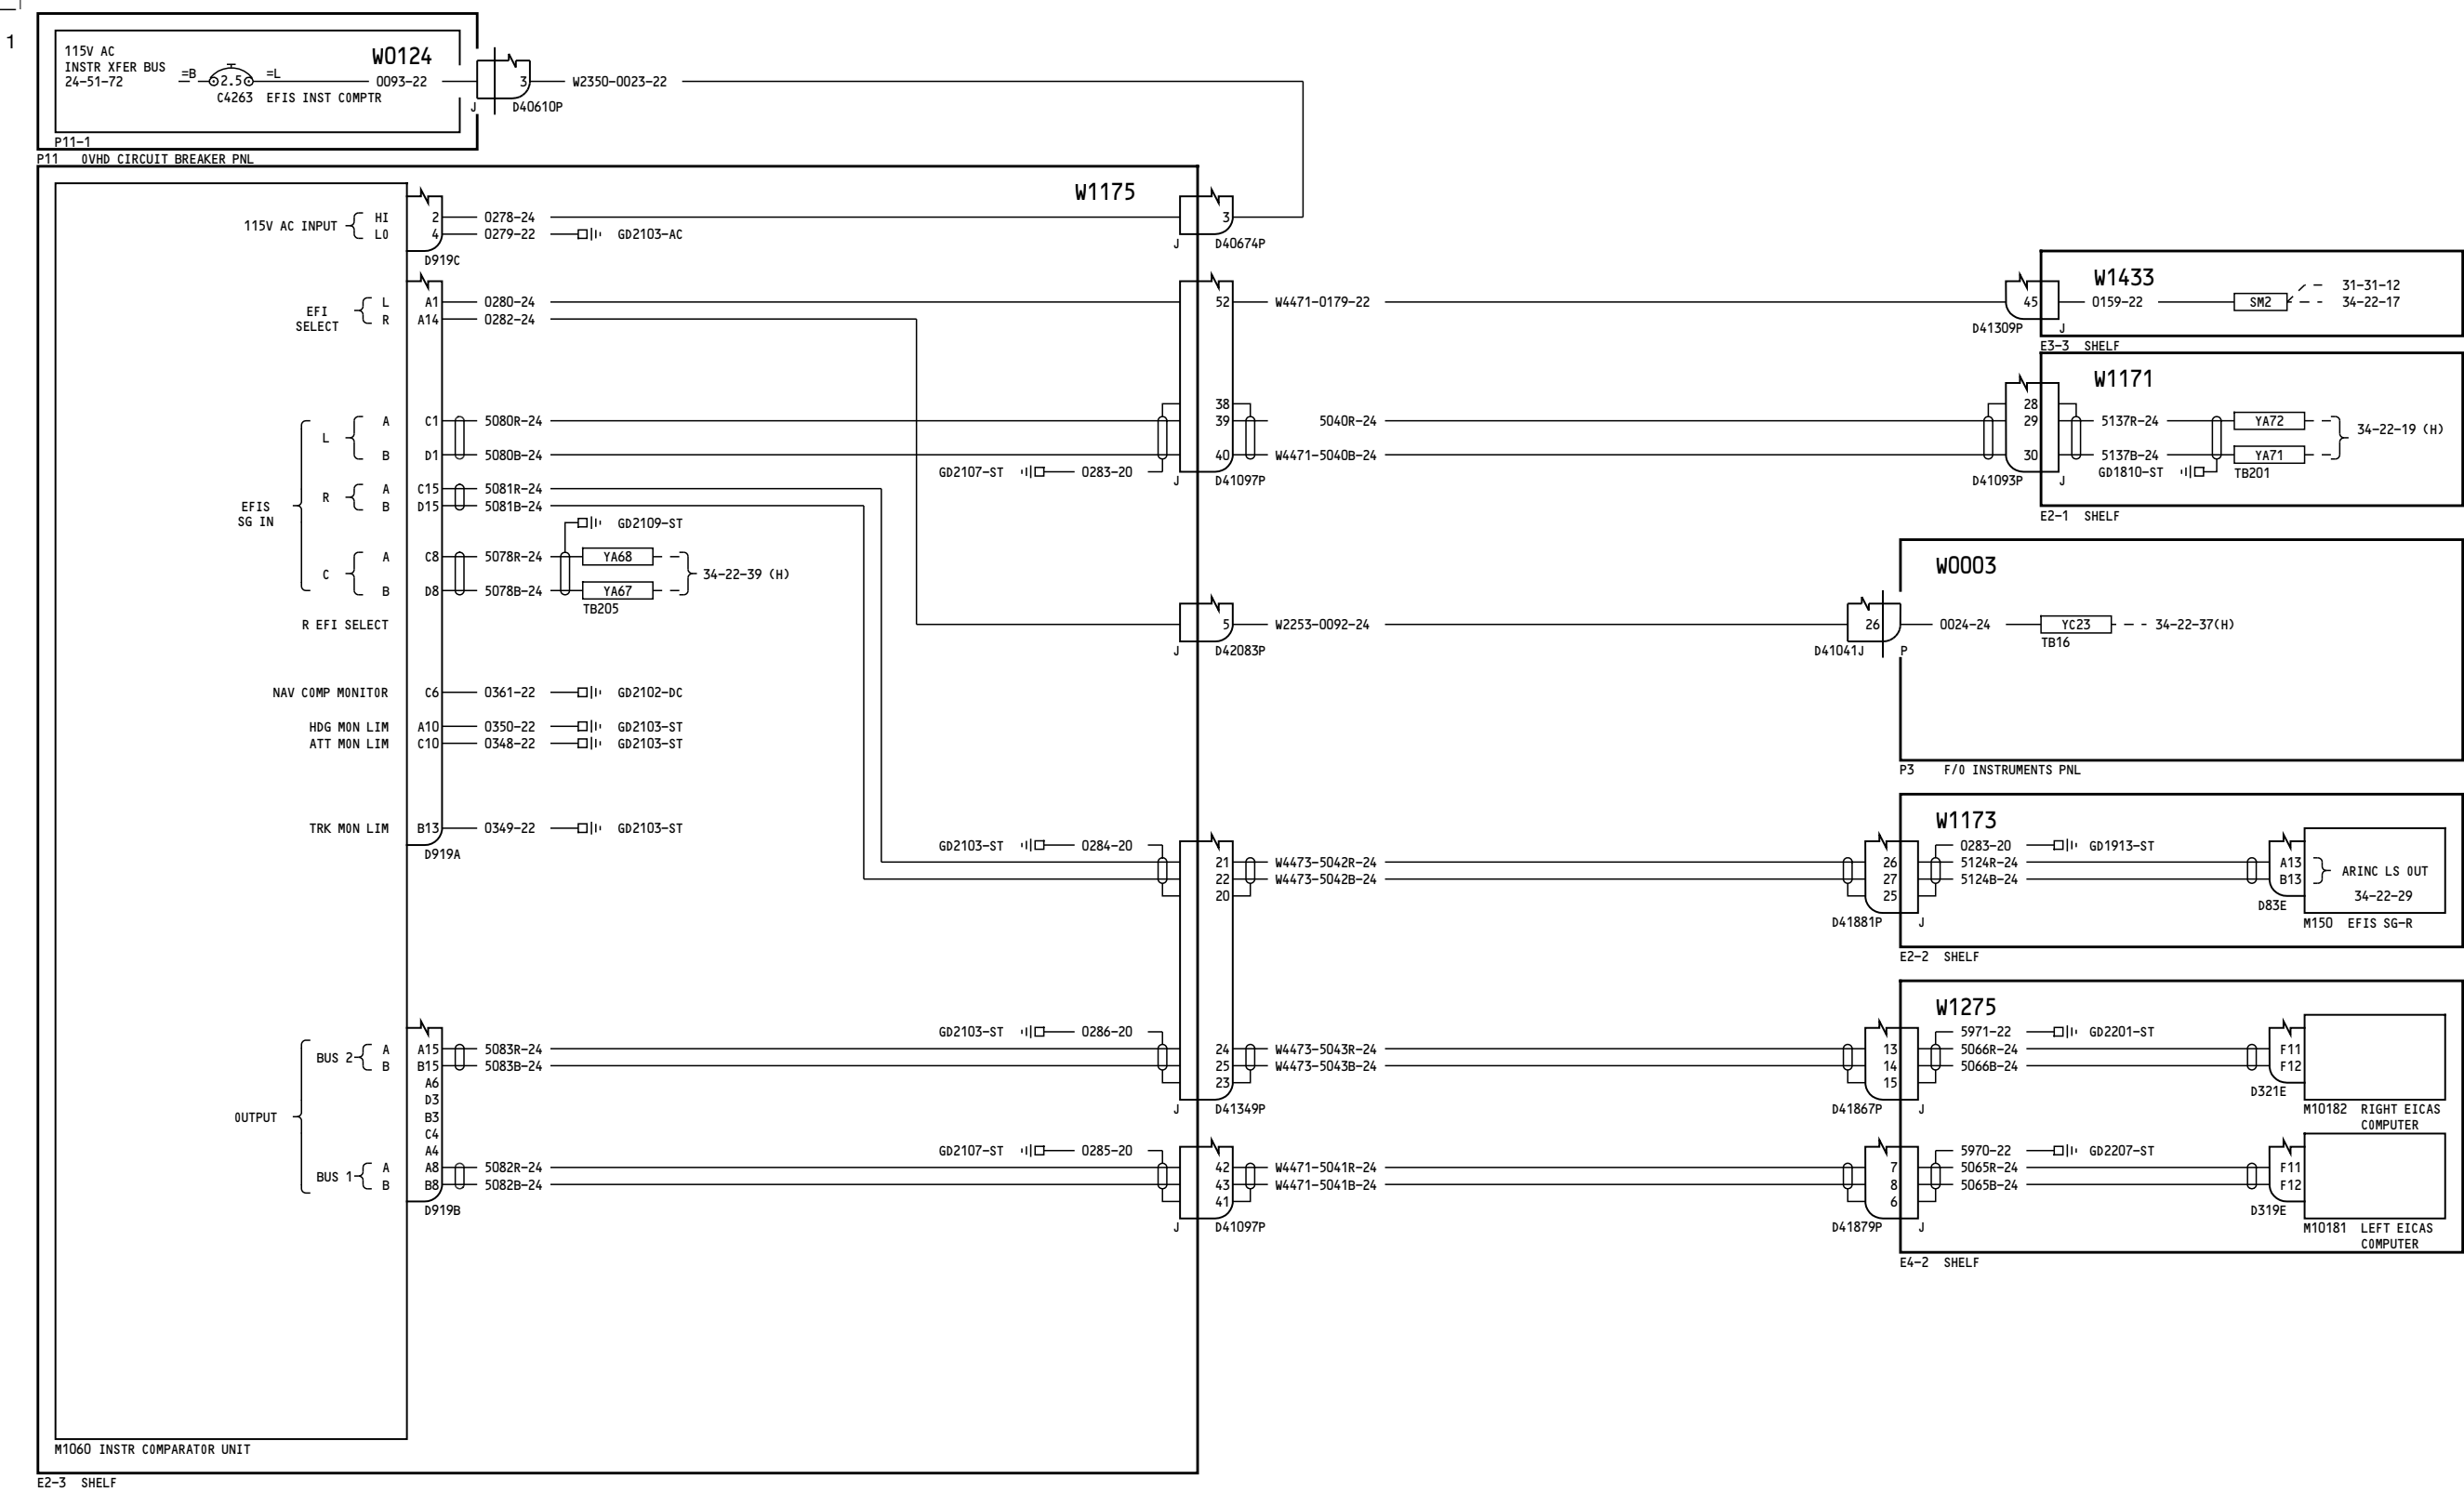 1
115V AC
INSTR XFER BUS
24-51-72
=B
2.5
=L
C4263 EFIS INST COMPTR
W0124
0093-22
3
J
D40610P
W2350-0023-22
P11-1
P11 OVHD CIRCUIT BREAKER PNL
W1175
115V AC INPUT
HI 2 0278-24
LO 4 0279-22 GD2103-AC
D919C
3
J D40674P
EFI
SELECT
L A1 0280-24
R A14 0282-24
52 W4471-0179-22
45
D41309P J
W1433
0159-22 SM2
31-31-12
34-22-17
E3-3 SHELF
EFIS
SG IN
L
A C1 5080R-24
B D1 5080B-24
38
39 5040R-24
40 W4471-5040B-24
GD2107-ST 0283-20
J D41097P
28
29
30
D41093P J
W1171
5137R-24 YA72
5137B-24 YA71
GD1810-ST TB201
34-22-19 (H)
E2-1 SHELF
R
A C15 5081R-24
B D15 5081B-24
GD2109-ST
C
A C8 5078R-24 YA68
B D8 5078B-24 YA67
TB205
34-22-39 (H)
R EFI SELECT
5 W2253-0092-24
J D42083P
26
D41041J P
W0003
0024-24 YC23 34-22-37(H)
TB16
P3 F/O INSTRUMENTS PNL
NAV COMP MONITOR C6 0361-22 GD2102-DC
HDG MON LIM A10 0350-22 GD2103-ST
ATT MON LIM C10 0348-22 GD2103-ST
TRK MON LIM B13 0349-22 GD2103-ST
D919A
GD2103-ST 0284-20
21 W4473-5042R-24
22 W4473-5042B-24
20
26
27
25
D41881P J
W1173
0283-20 GD1913-ST
5124R-24
5124B-24
A13
B13
D83E
ARINC LS OUT
34-22-29
M150 EFIS SG-R
E2-2 SHELF
OUTPUT
BUS 2
A A15 5083R-24
B B15 5083B-24
A6
D3
B3
C4
A4
BUS 1
A A8 5082R-24
B B8 5082B-24
D919B
GD2103-ST 0286-20
24 W4473-5043R-24
25 W4473-5043B-24
23
J D41349P
13
14
15
D41867P J
W1275
5971-22 GD2201-ST
5066R-24
5066B-24
F11
F12
D321E
M10182 RIGHT EICAS
COMPUTER
GD2107-ST 0285-20
42 W4471-5041R-24
43 W4471-5041B-24
41
J D41097P
7
8
6
D41879P J
5970-22 GD2207-ST
5065R-24
5065B-24
F11
F12
D319E
M10181 LEFT EICAS
COMPUTER
E4-2 SHELF
M1060 INSTR COMPARATOR UNIT
E2-3 SHELF